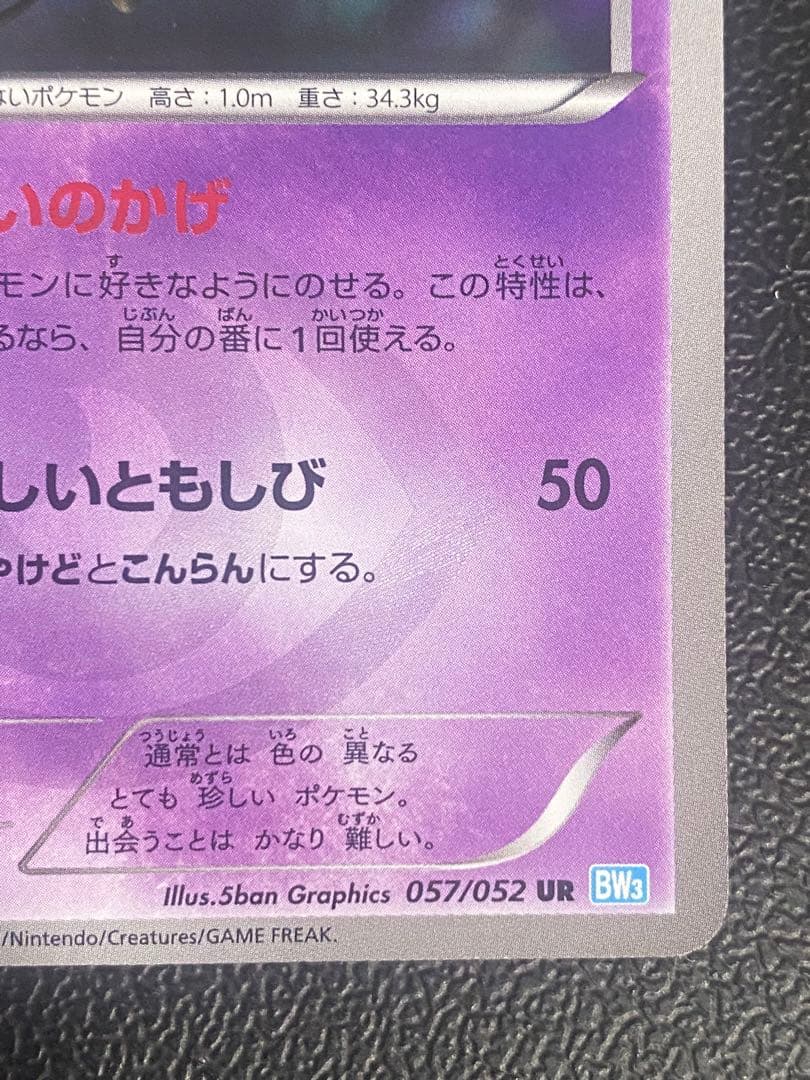 ないポケモン 高さ：1.0m 重さ：34.3kg
いのかげ
モンに好きなようにのせる。この特性は、
るなら、自分の番に1回使える。
しいともしび 50
やけどとこんらんにする。
通常とは 色の 異なる
とても 珍しい ポケモン。
出会うことは かなり 難しい。
Illus.5ban Graphics 057/052 UR BW3
/Nintendo/Creatures/GAME FREAK.